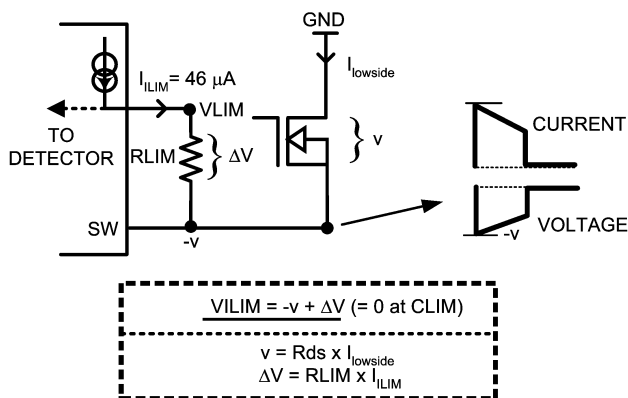 GND
I_ILIM = 46 µA
I_lowside
VLIM
TO
DETECTOR
RLIM
} ΔV
} v
CURRENT
SW
-v
-v
VOLTAGE
VILIM = -v + ΔV (= 0 at CLIM)
v = Rds x I_lowside
ΔV = RLIM x I_ILIM